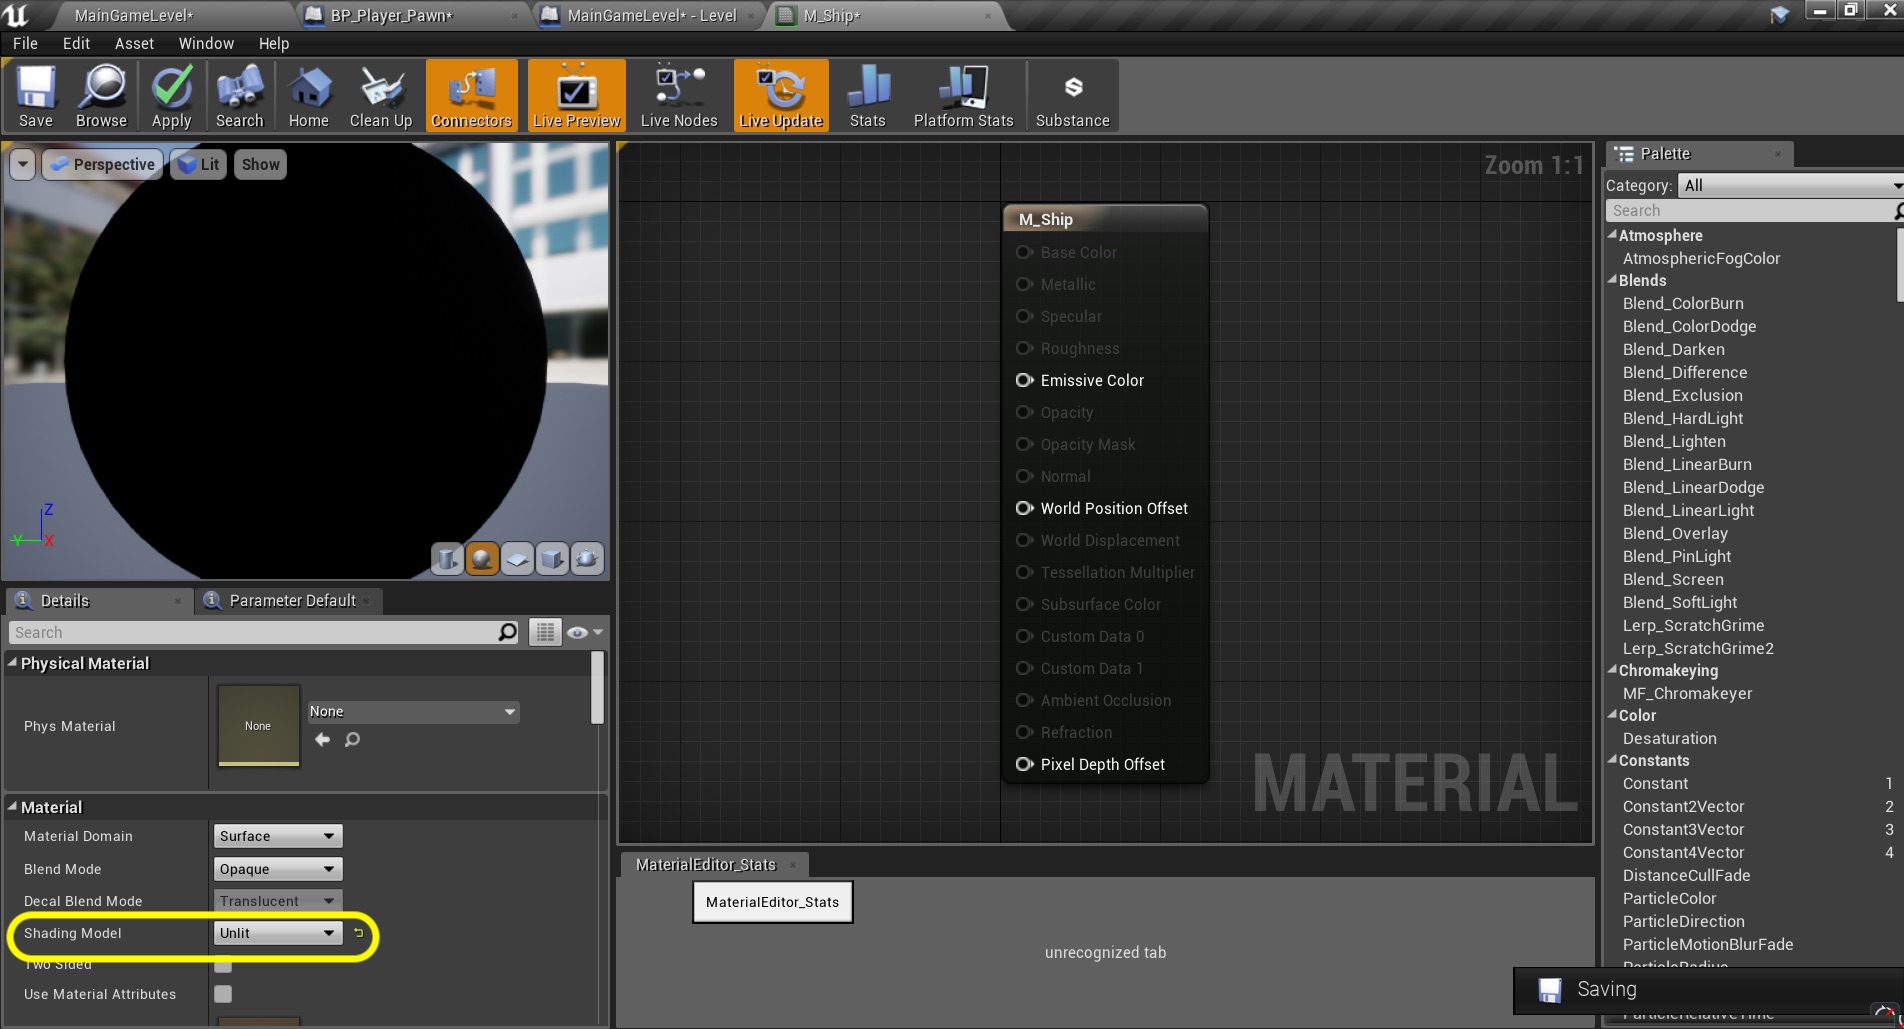 MainGameLevel*
BP_Player_Pawn*
MainGameLevel* - Level
M_Ship*
File Edit Asset Window Help
Save Browse Apply Search Home Clean Up Connectors Live Preview Live Nodes Live Update Stats Platform Stats Substance
Perspective Lit Show
Z
Y X
Zoom 1:1
M_Ship
Base Color
Metallic
Specular
Roughness
Emissive Color
Opacity
Opacity Mask
Normal
World Position Offset
World Displacement
Tessellation Multiplier
Subsurface Color
Custom Data 0
Custom Data 1
Ambient Occlusion
Refraction
Pixel Depth Offset
MATERIAL
Details
Parameter Default
Search
Physical Material
Phys Material
None
None
Material
Material Domain Surface
Blend Mode Opaque
Decal Blend Mode Translucent
Shading Model Unlit
Two Sided
Use Material Attributes
MaterialEditor_Stats
MaterialEditor_Stats
unrecognized tab
Palette
Category: All
Search
Atmosphere
AtmosphericFogColor
Blends
Blend_ColorBurn
Blend_ColorDodge
Blend_Darken
Blend_Difference
Blend_Exclusion
Blend_HardLight
Blend_Lighten
Blend_LinearBurn
Blend_LinearDodge
Blend_LinearLight
Blend_Overlay
Blend_PinLight
Blend_Screen
Blend_SoftLight
Lerp_ScratchGrime
Lerp_ScratchGrime2
Chromakeying
MF_Chromakeyer
Color
Desaturation
Constants
Constant 1
Constant2Vector 2
Constant3Vector 3
Constant4Vector 4
DistanceCullFade
ParticleColor
ParticleDirection
ParticleMotionBlurFade
ParticleRadius
Saving
ParticleRelativeTime